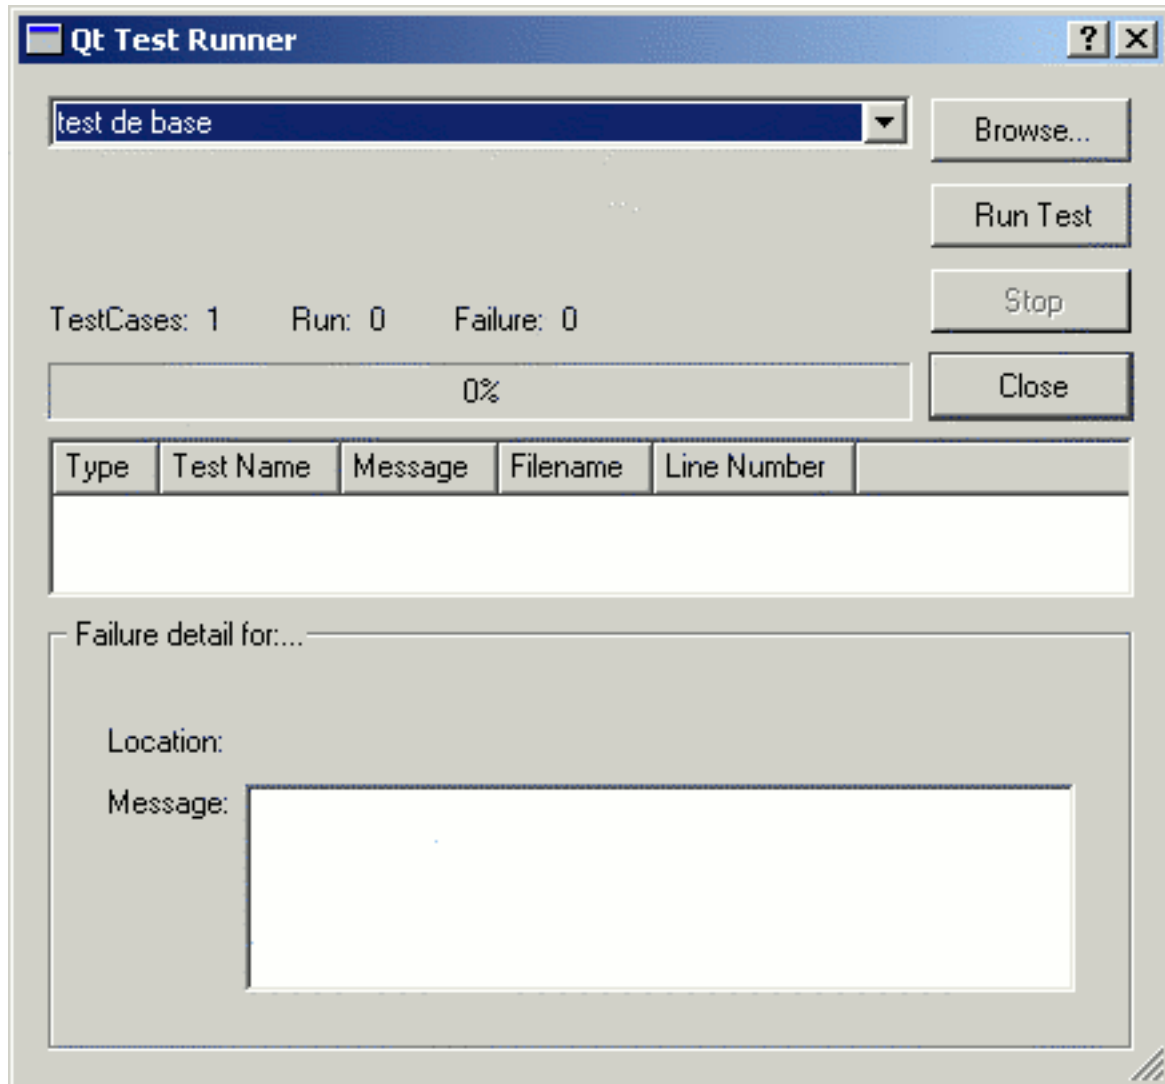 Qt Test Runner
test de base
Browse...
Run Test
Stop
TestCases: 1 Run: 0 Failure: 0
0%
Close
Type Test Name Message Filename Line Number
Failure detail for:...
Location:
Message: